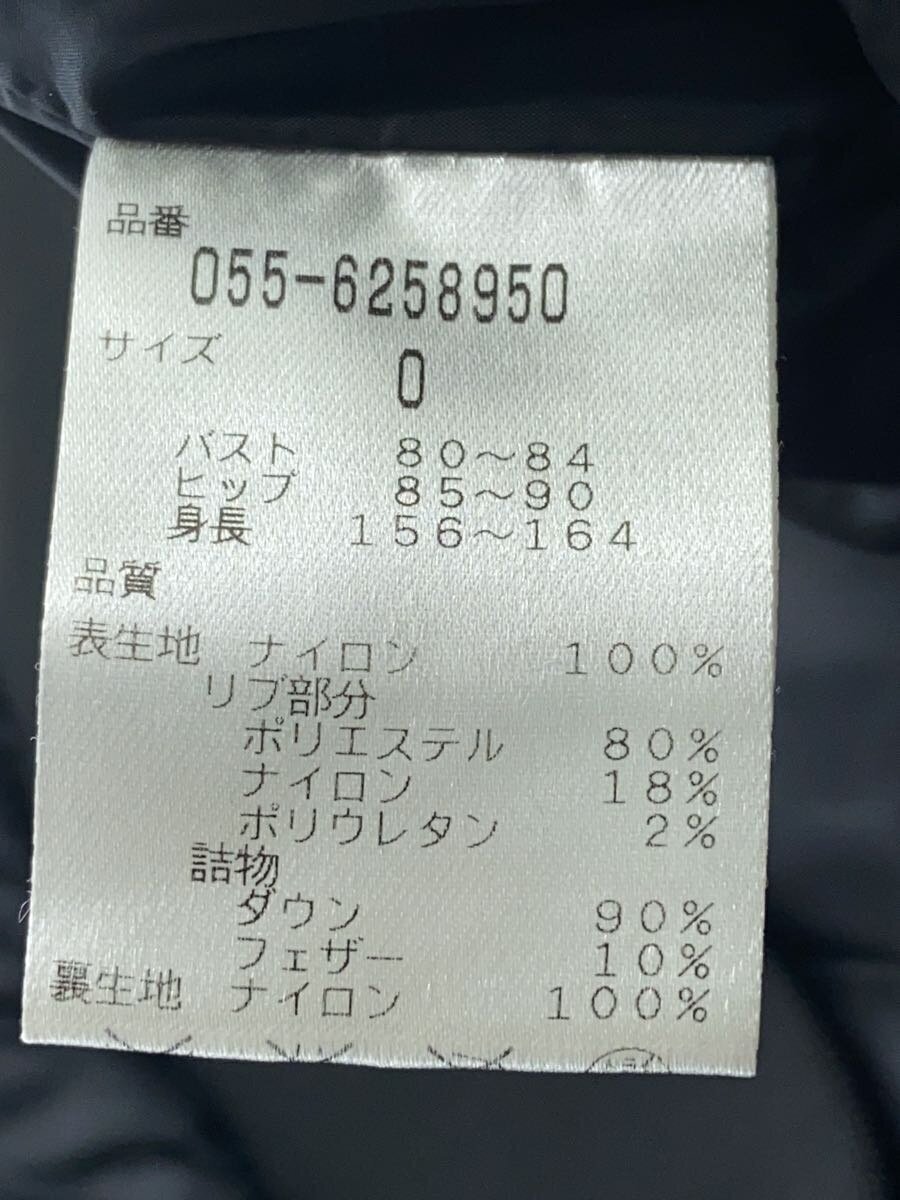 品番
055-6258950
サイズ
0
バスト 80～84
ヒップ 85～90
身長 156～164
品質
表生地 ナイロン 100%
リブ部分
ポリエステル 80%
ナイロン 18%
ポリウレタン 2%
詰物
ダウン 90%
フェザー 10%
裏生地 ナイロン 100%